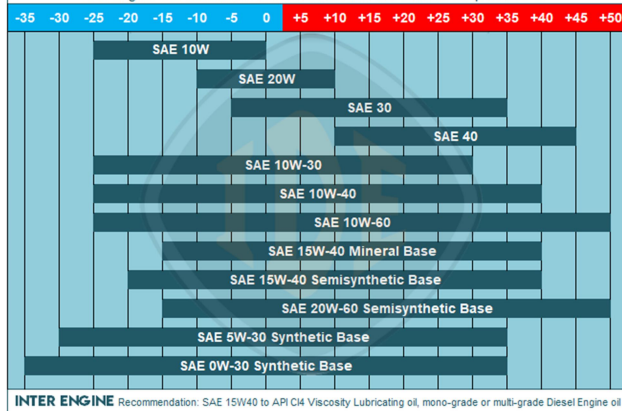 -35 -30 -25 -20 -15 -10 -5 0 +5 +10 +15 +20 +25 +30 +35 +40 +45 +50
SAE 10W
SAE 20W
SAE 30
SAE 40
SAE 10W-30
SAE 10W-40
SAE 10W-60
SAE 15W-40 Mineral Base
SAE 15W-40 Semisynthetic Base
SAE 20W-60 Semisynthetic Base
SAE 5W-30 Synthetic Base
SAE 0W-30 Synthetic Base
INTER ENGINE Recommendation: SAE 15W40 to API CI4 Viscosity Lubricating oil, mono-grade or multi-grade Diesel Engine oil